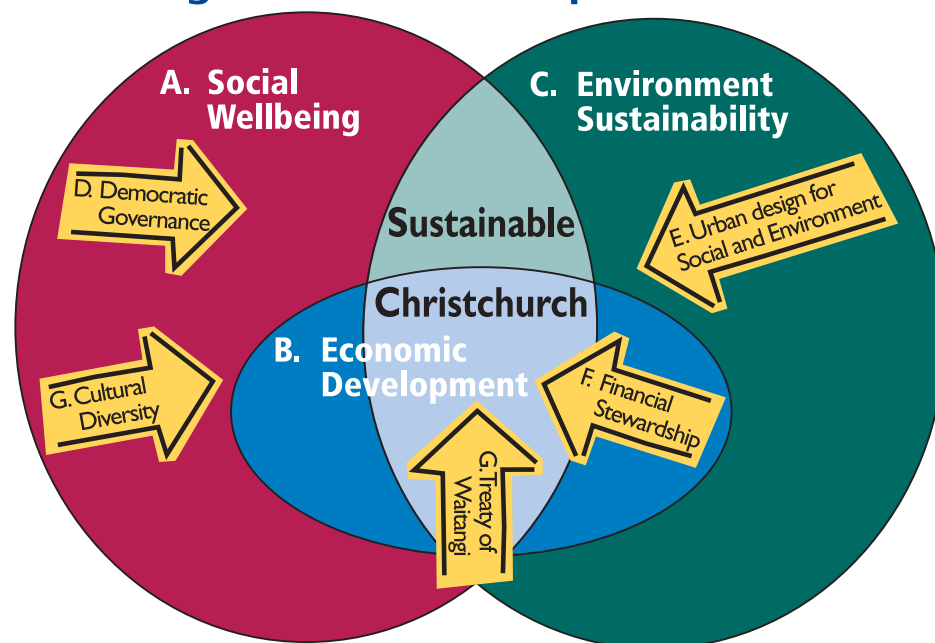 A. Social
Wellbeing
C. Environment
Sustainability
D. Democratic
Governance
E. Urban design for
Social and Environment
Sustainable
Christchurch
B. Economic
Development
G. Cultural
Diversity
F. Financial
Stewardship
G. Treaty of
Waitangi